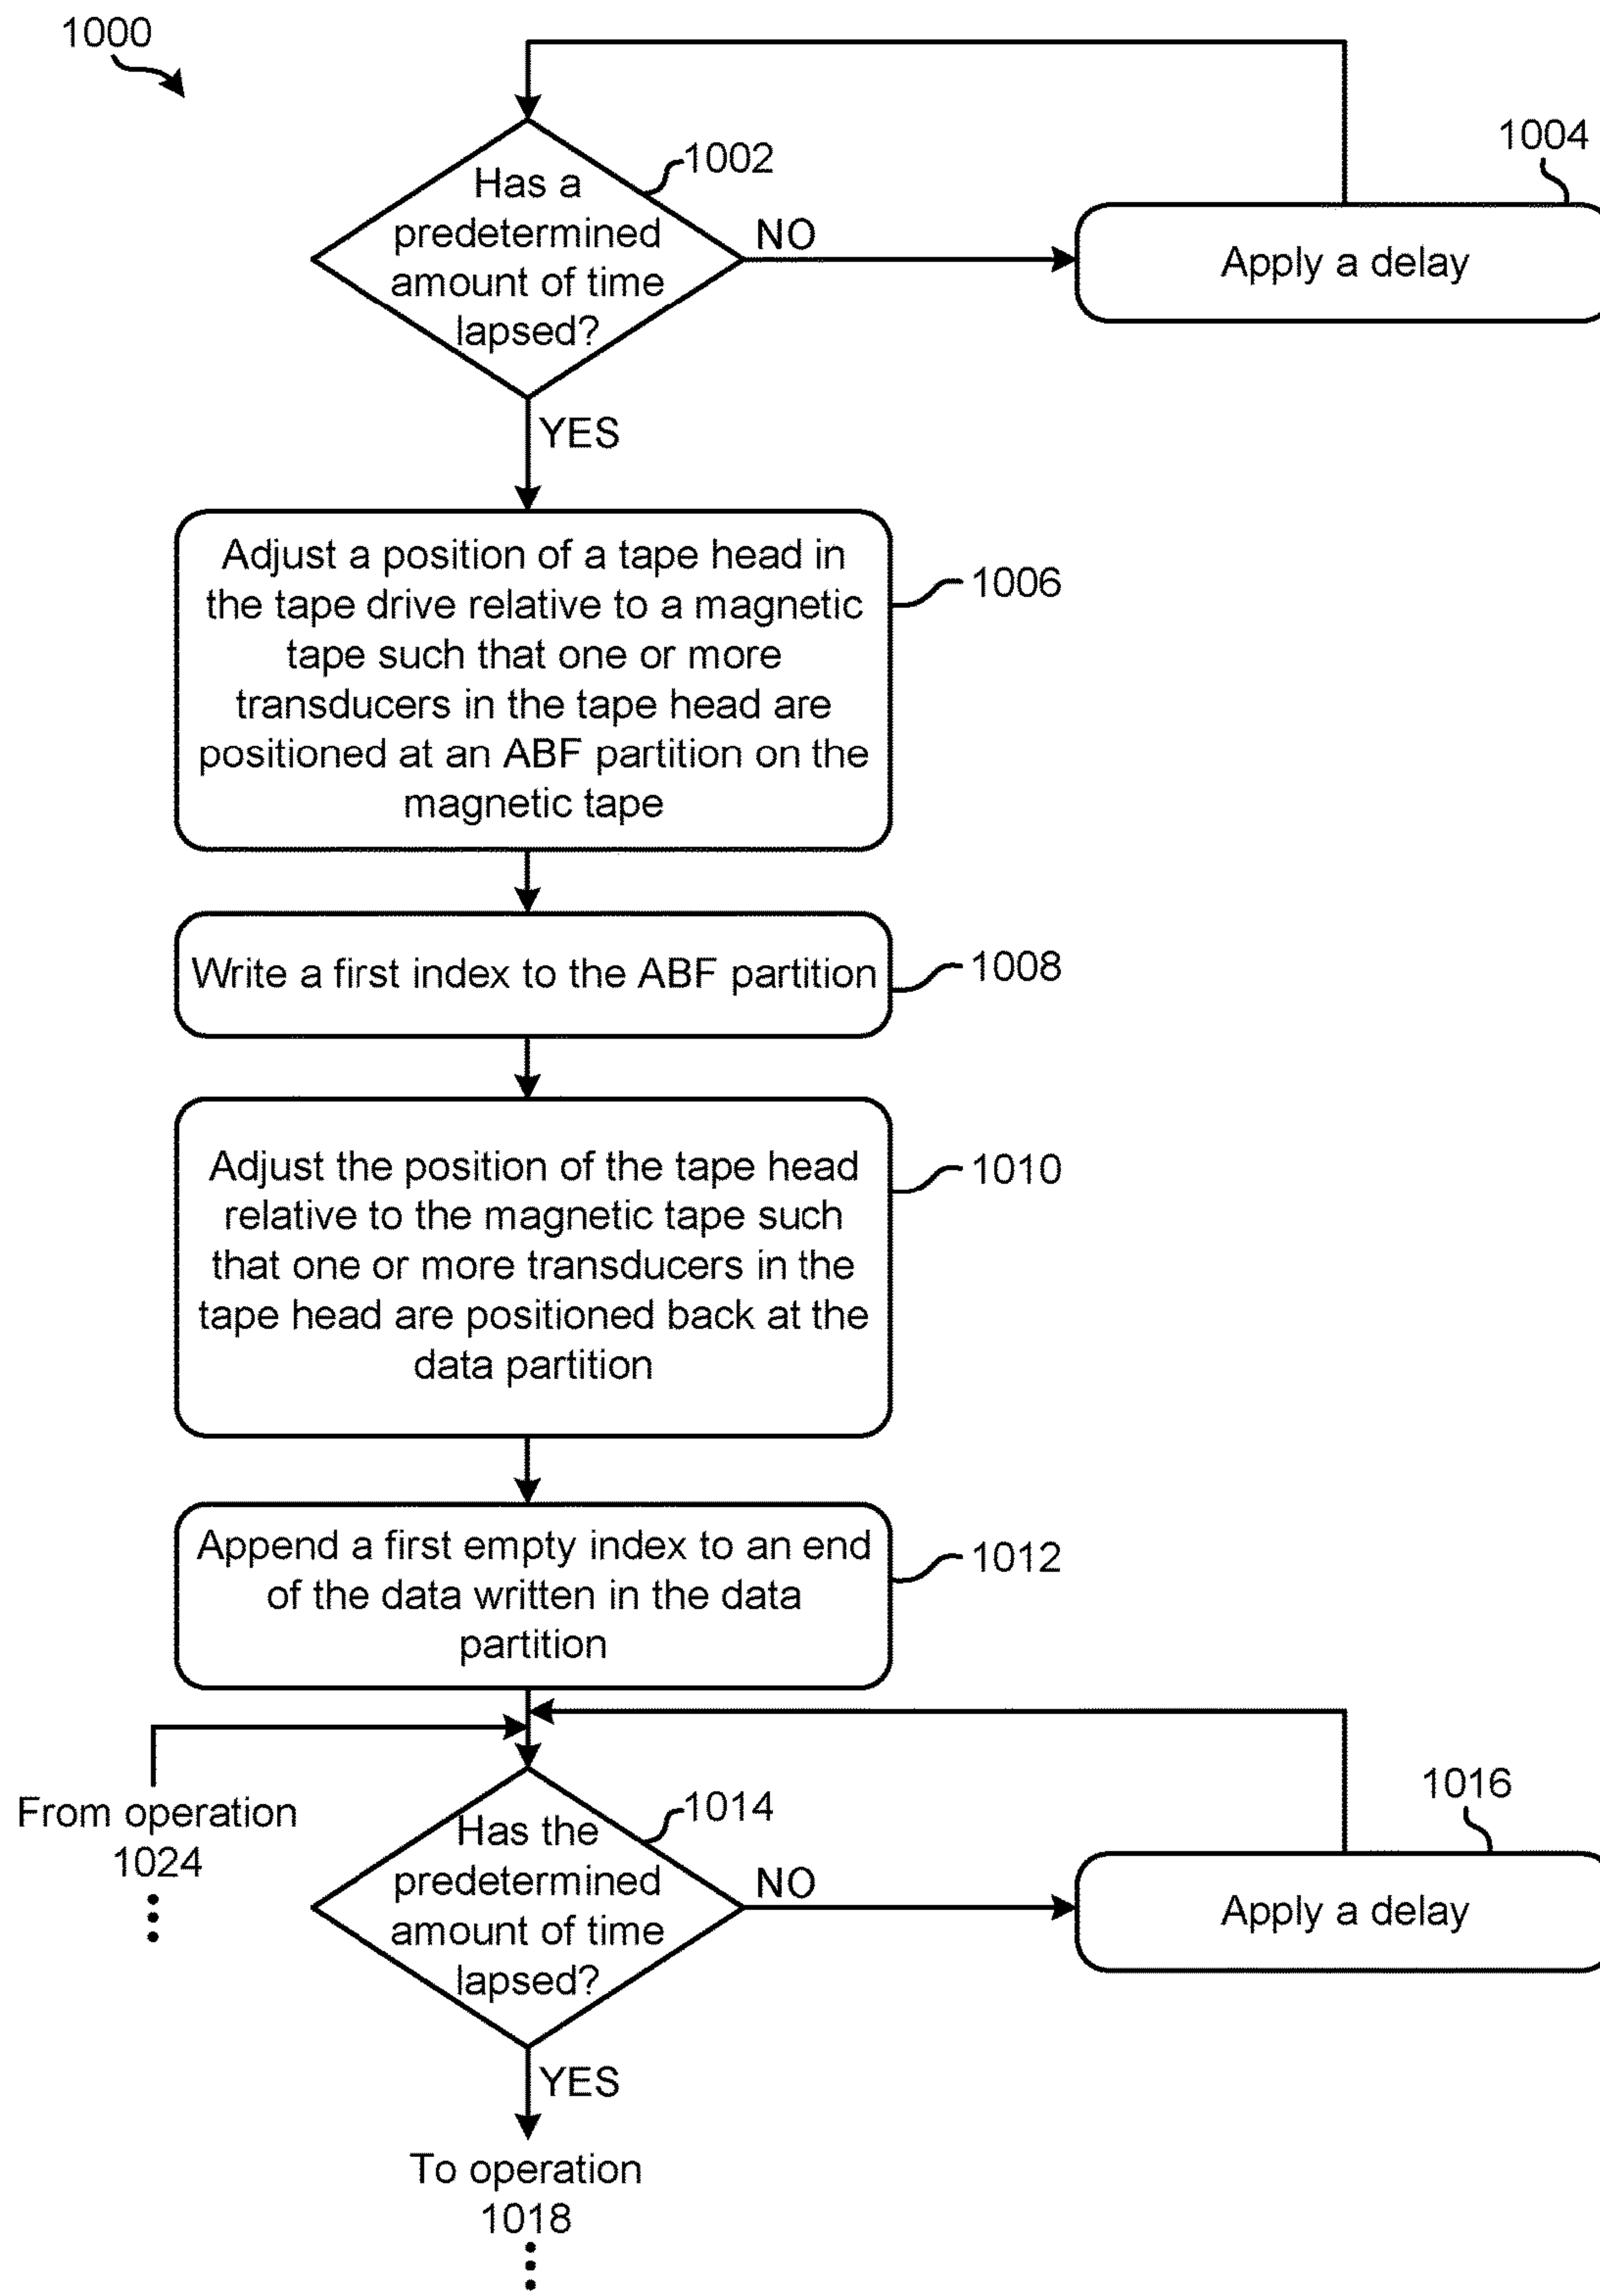 1000
1002
1004
Has a
predetermined
amount of time
lapsed?
NO
Apply a delay
YES
Adjust a position of a tape head in
the tape drive relative to a magnetic
tape such that one or more
transducers in the tape head are
positioned at an ABF partition on the
magnetic tape
1006
Write a first index to the ABF partition
1008
Adjust the position of the tape head
relative to the magnetic tape such
that one or more transducers in the
tape head are positioned back at the
data partition
1010
Append a first empty index to an end
of the data written in the data
partition
1012
From operation
1024
1014
1016
Has the
predetermined
amount of time
lapsed?
NO
Apply a delay
YES
To operation
1018